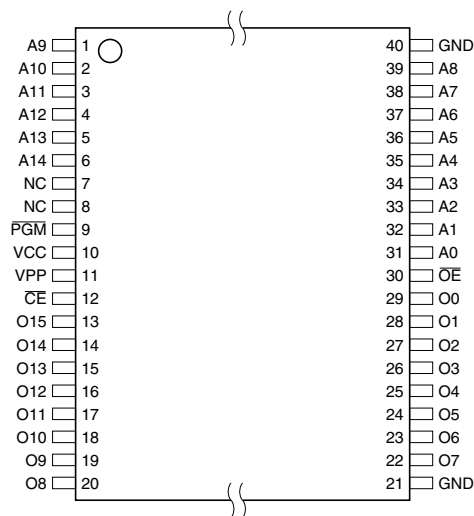 A9 1 40 GND
A10 2 39 A8
A11 3 38 A7
A12 4 37 A6
A13 5 36 A5
A14 6 35 A4
NC 7 34 A3
NC 8 33 A2
PGM 9 32 A1
VCC 10 31 A0
VPP 11 30 OE
CE 12 29 O0
O15 13 28 O1
O14 14 27 O2
O13 15 26 O3
O12 16 25 O4
O11 17 24 O5
O10 18 23 O6
O9 19 22 O7
O8 20 21 GND